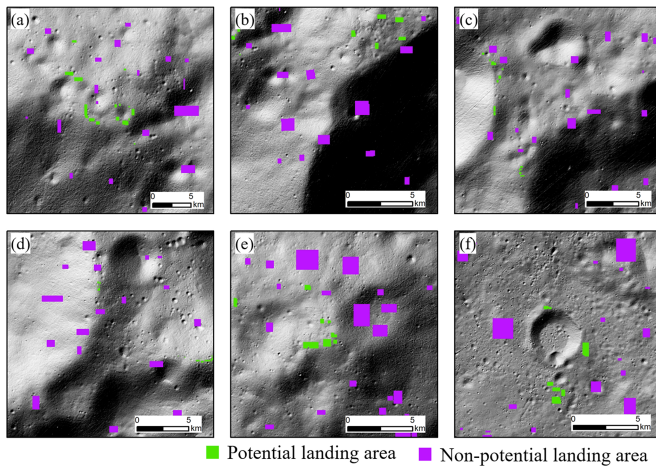 (a)
0 5
km
(b)
0 5
km
(c)
0 5
km
(d)
0 5
km
(e)
0 5
km
(f)
0 5
km
Potential landing area
Non-potential landing area